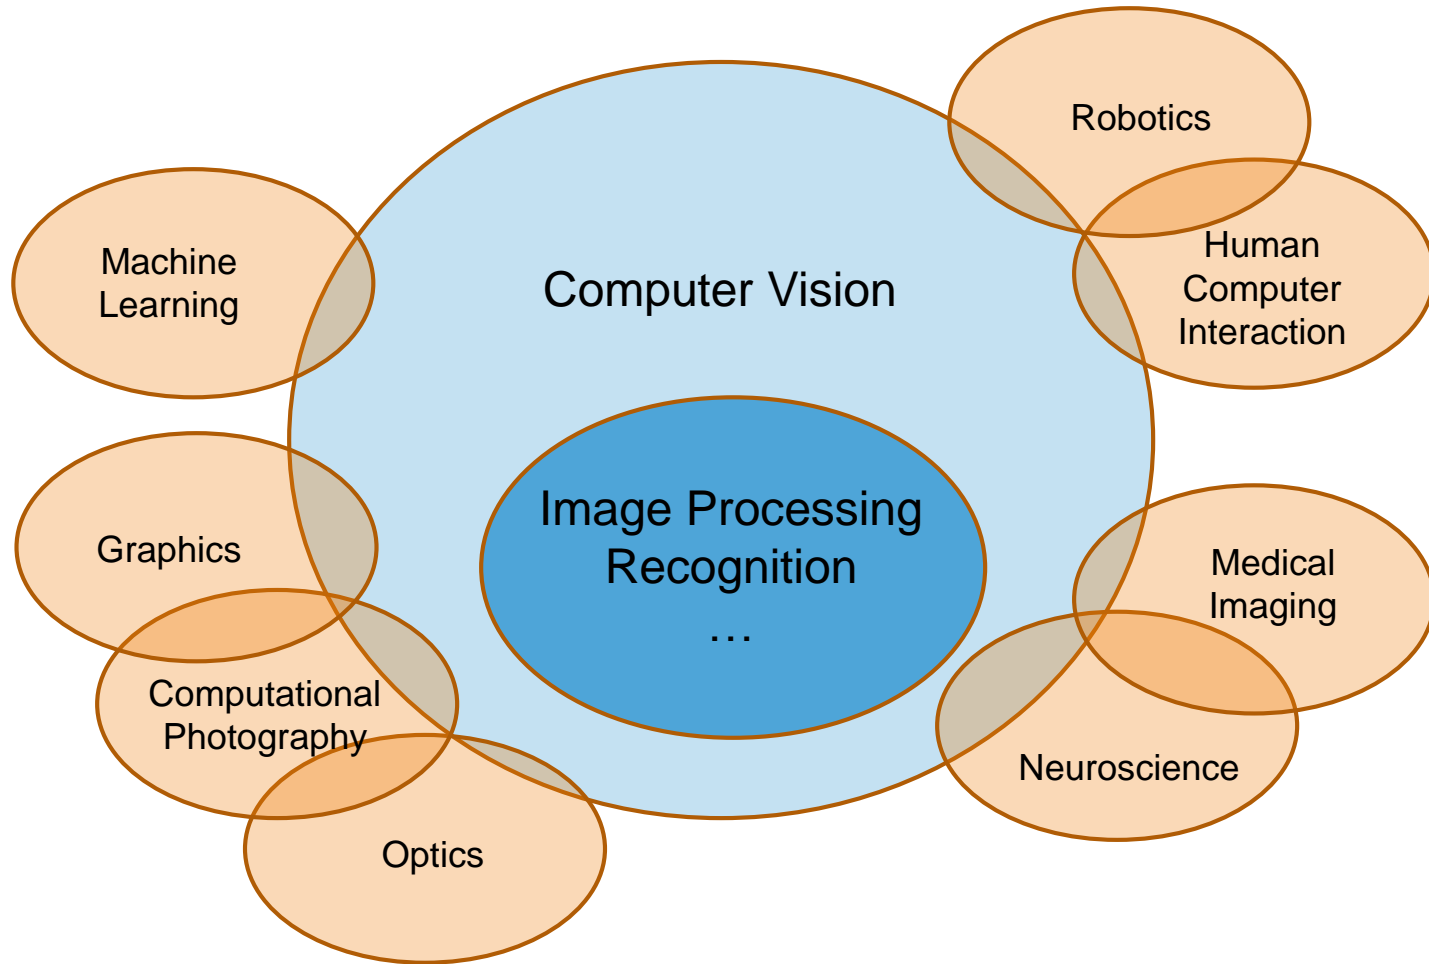 Robotics
Machine
Learning
Computer Vision
Human
Computer
Interaction
Image Processing
Recognition
…
Graphics
Medical
Imaging
Computational
Photography
Neuroscience
Optics